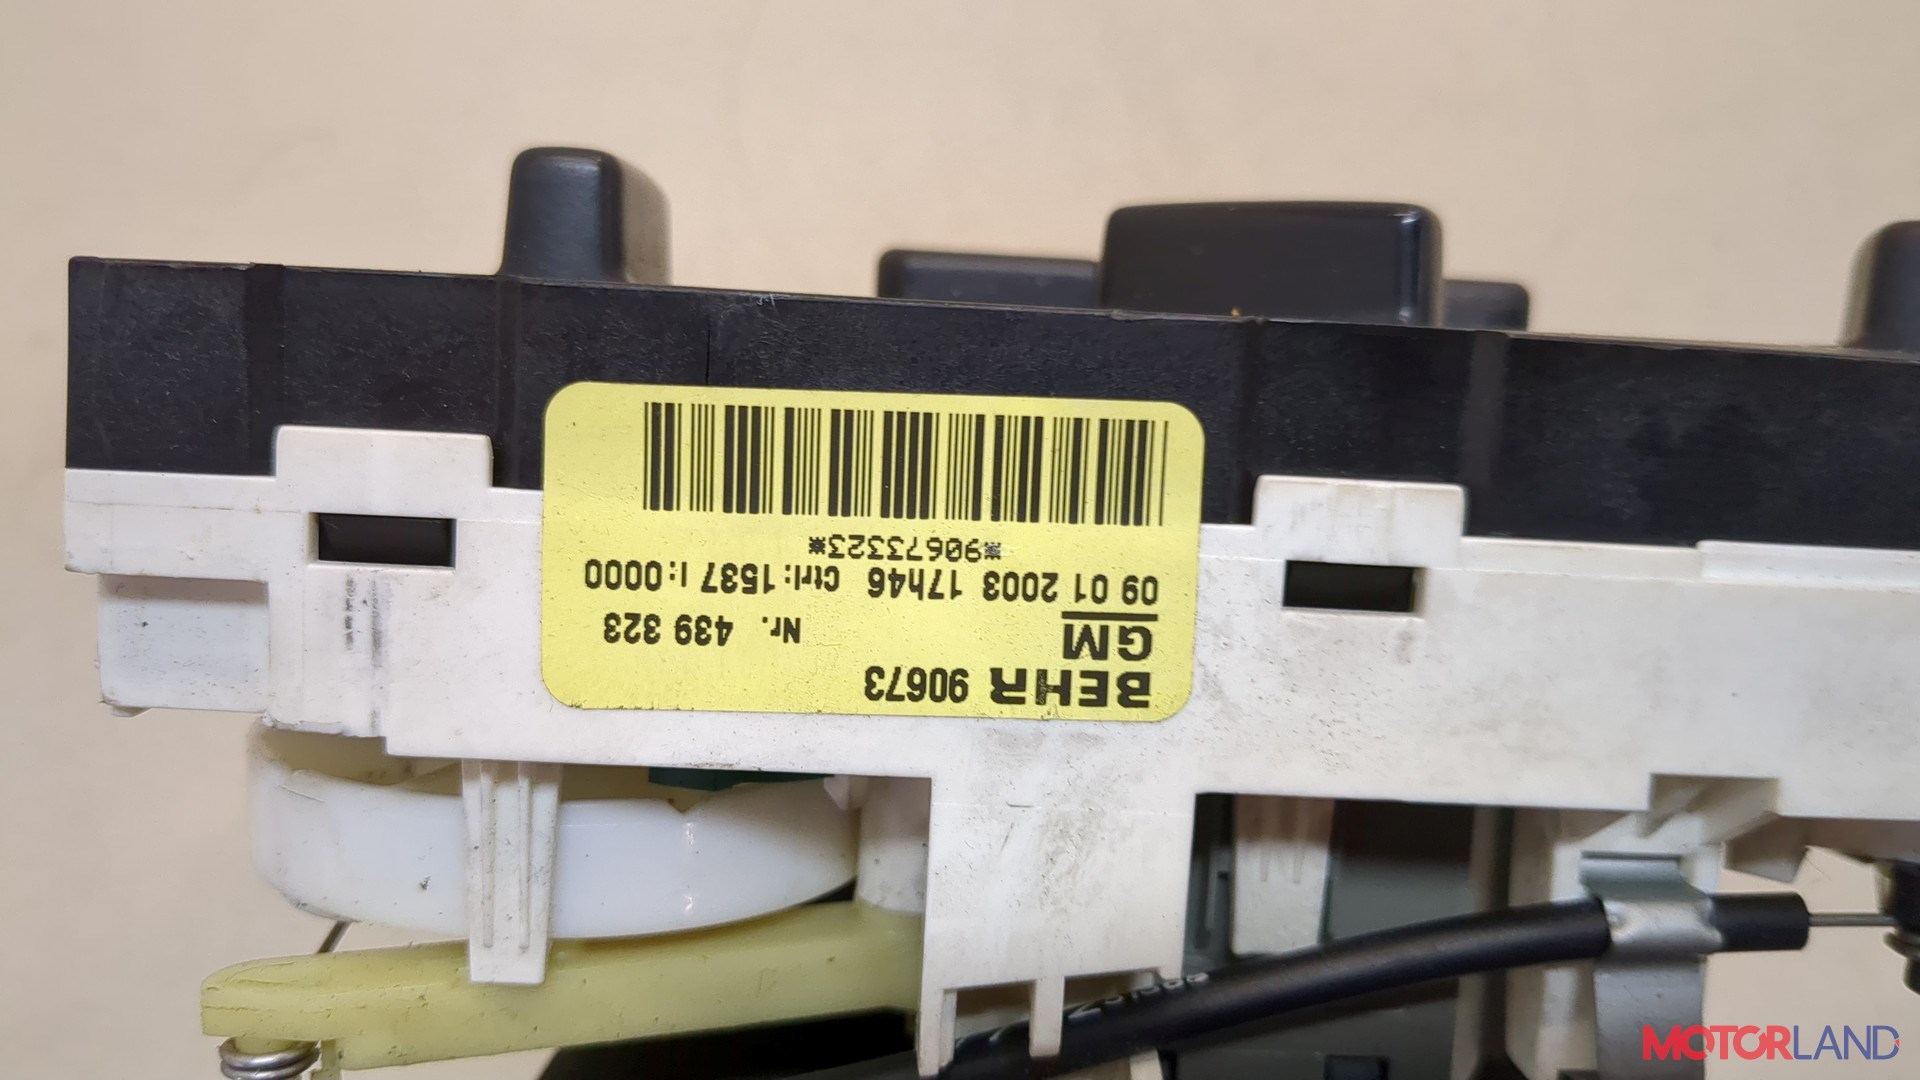 BEHR 90673
GM Nr. 439 323
09 01 2003 17h46 Ctrl: 1537 I: 0000
*90673323*
MOTORLAND